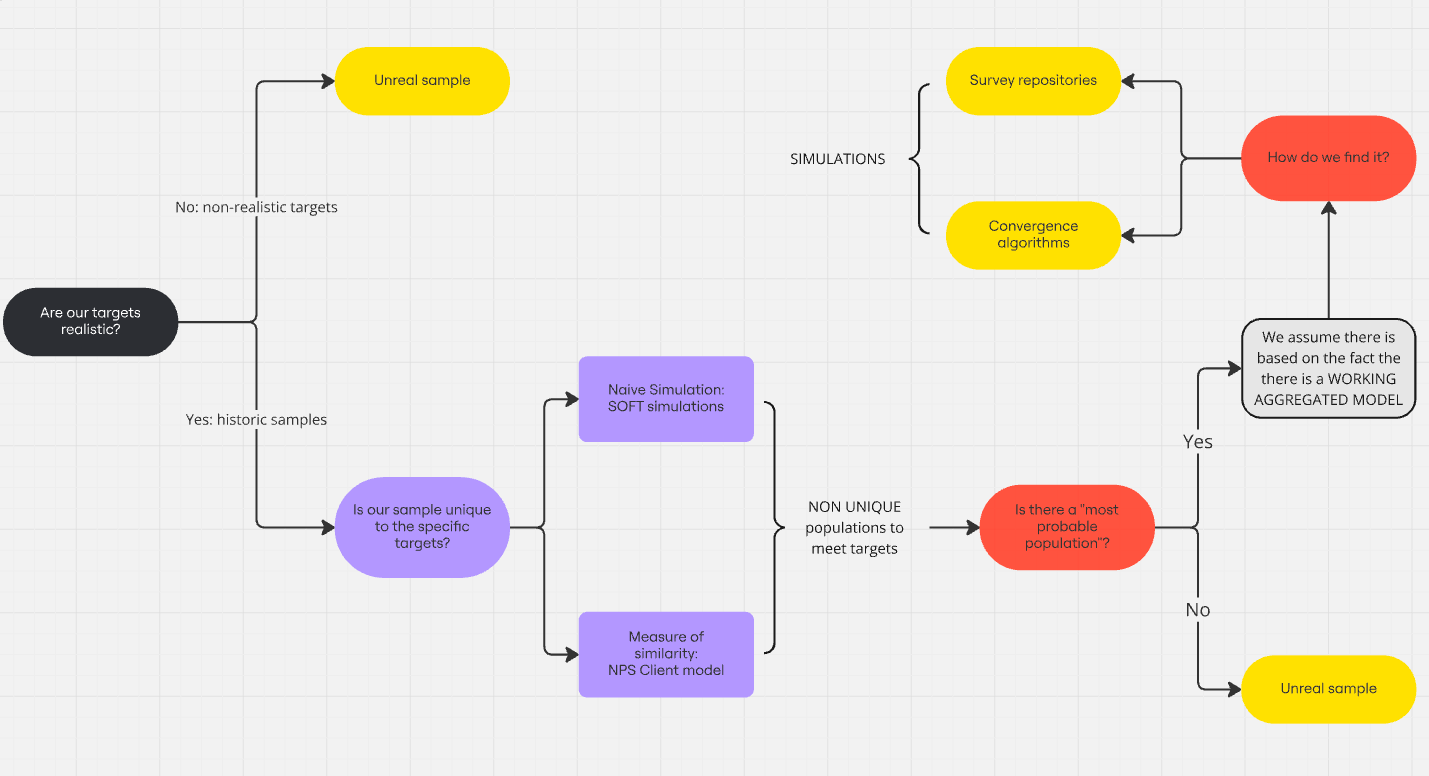 Unreal sample
Survey repositories
SIMULATIONS
How do we find it?
No: non-realistic targets
Convergence
algorithms
Are our targets
realistic?
We assume there is
based on the fact the
there is a WORKING
AGGREGATED MODEL
Naive Simulation:
SOFT simulations
Yes: historic samples
Yes
Is our sample unique
to the specific
targets?
NON UNIQUE
populations to
meet targets
Is there a "most
probable
population"?
No
Measure of
similarity:
NPS Client model
Unreal sample